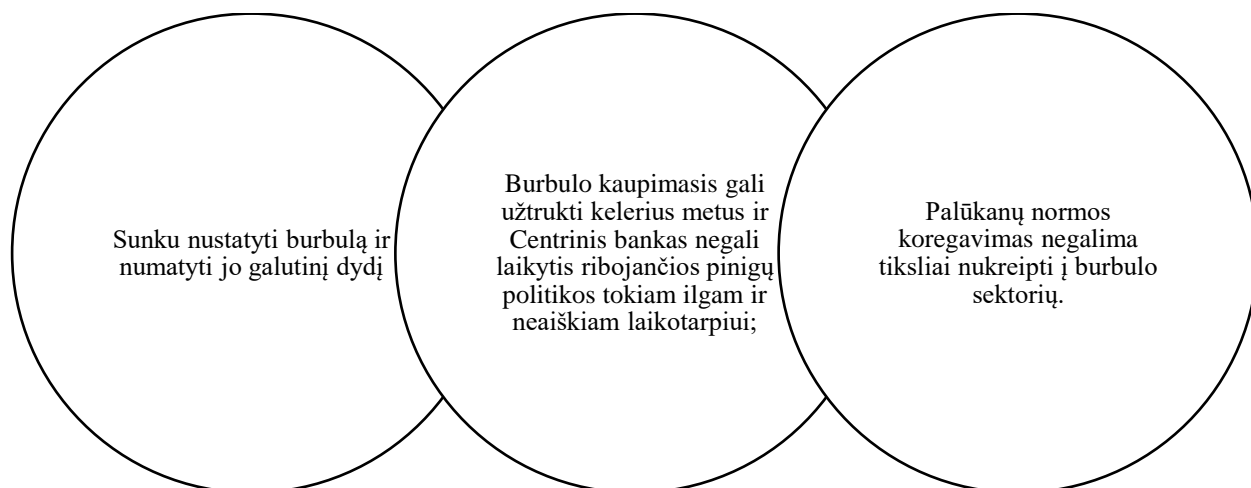 Sunku nustatyti burbulą ir
numatyti jo galutinį dydį
Burbulo kaupimasis gali
užtrukti kelerius metus ir
Centrinis bankas negali
laikytis ribojančios pinigų
politikos tokiam ilgam ir
neaiškiam laikotarpiui;
Palūkanų normos
koregavimas negalima
tiksliai nukreipti į burbulo
sektorių.